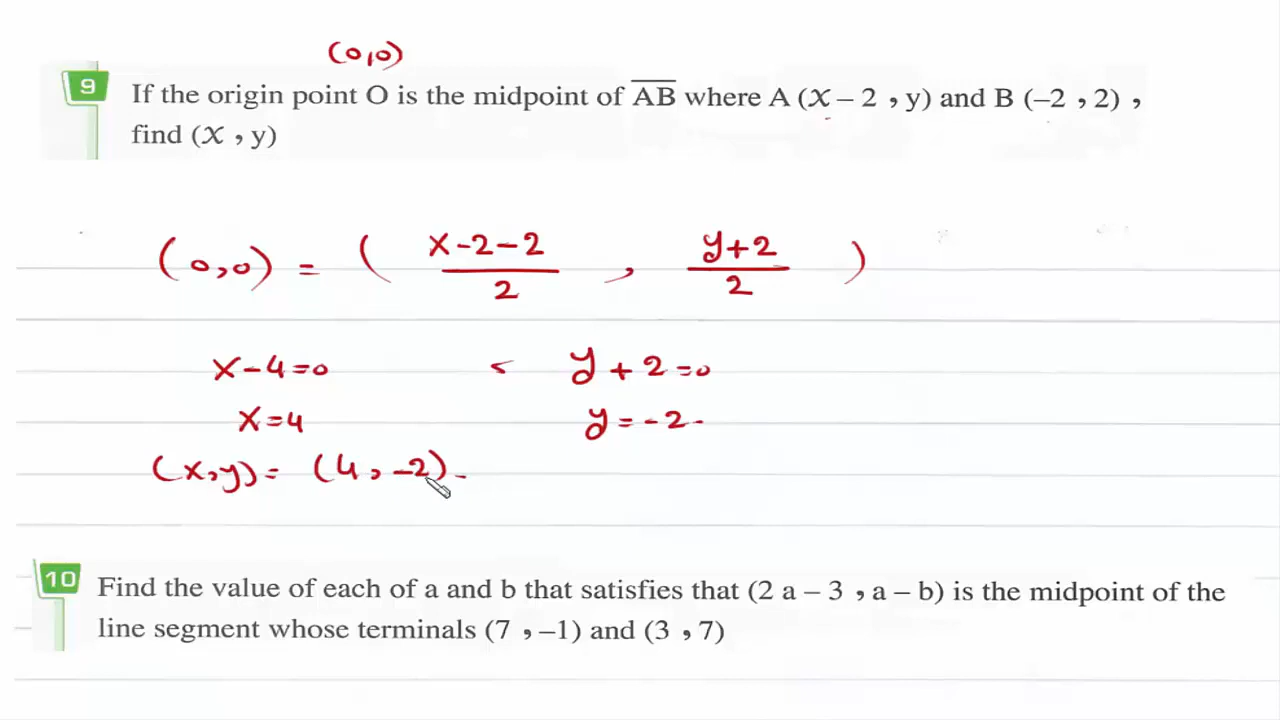 (0,0)
9 If the origin point O is the midpoint of AB where A (x – 2 , y) and B (–2 , 2) ,
find (x , y)
(0,0) = ( x-2-2 / 2 , y+2 / 2 )
x-4=0 , y+2=0
x=4 y=-2
(x,y)= (4, -2)
10 Find the value of each of a and b that satisfies that (2 a – 3 , a – b) is the midpoint of the
line segment whose terminals (7 , –1) and (3 , 7)